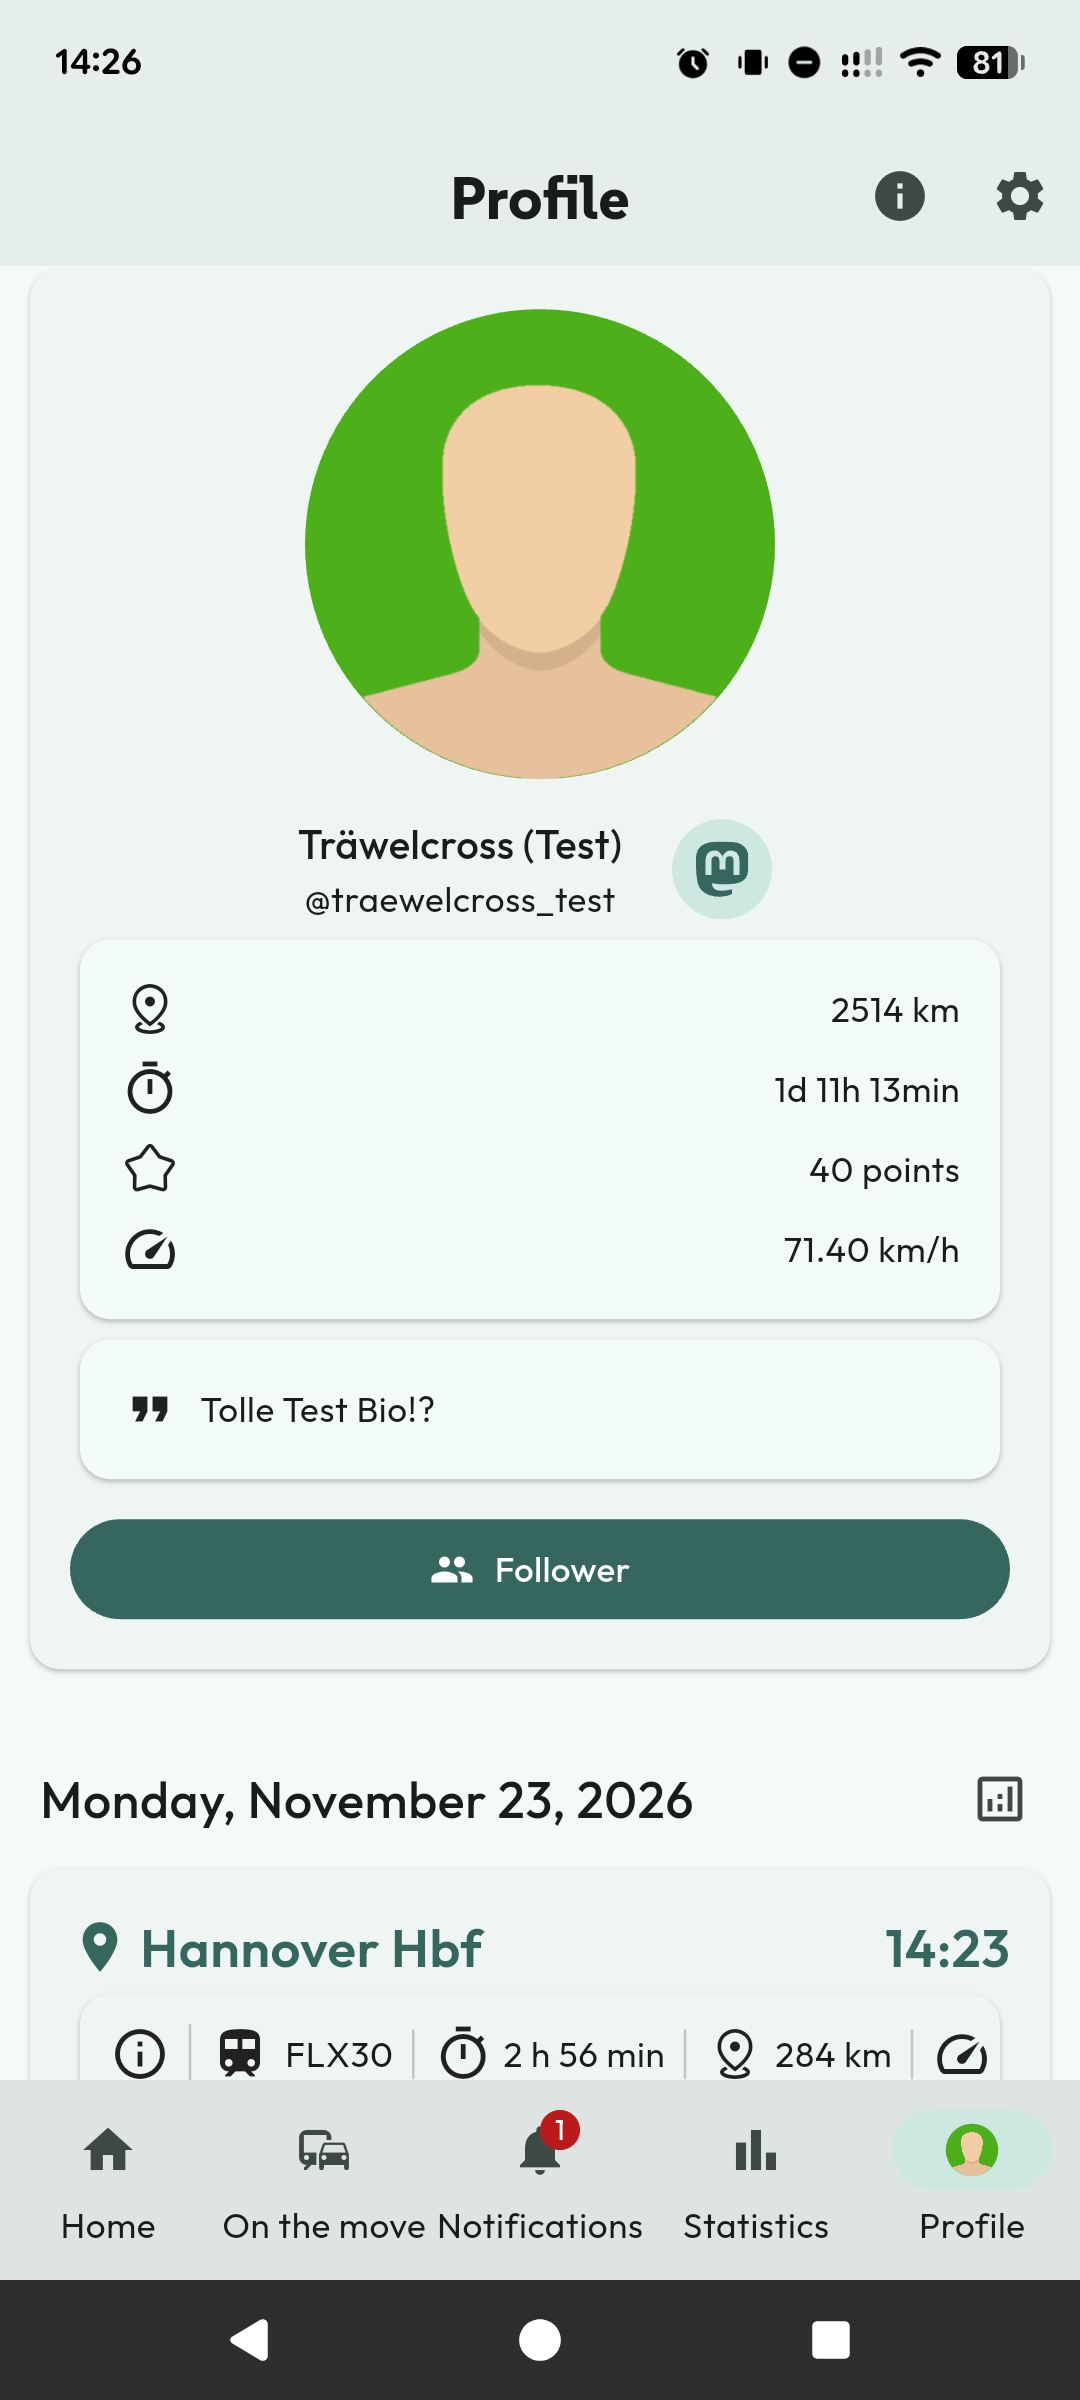 14:26
81
Profile
Träwelcross (Test)
@traewelcross_test
2514 km
1d 11h 13min
40 points
71.40 km/h
Tolle Test Bio!?
Follower
Monday, November 23, 2026
Hannover Hbf 14:23
FLX30 2 h 56 min 284 km
1
Home On the move Notifications Statistics Profile